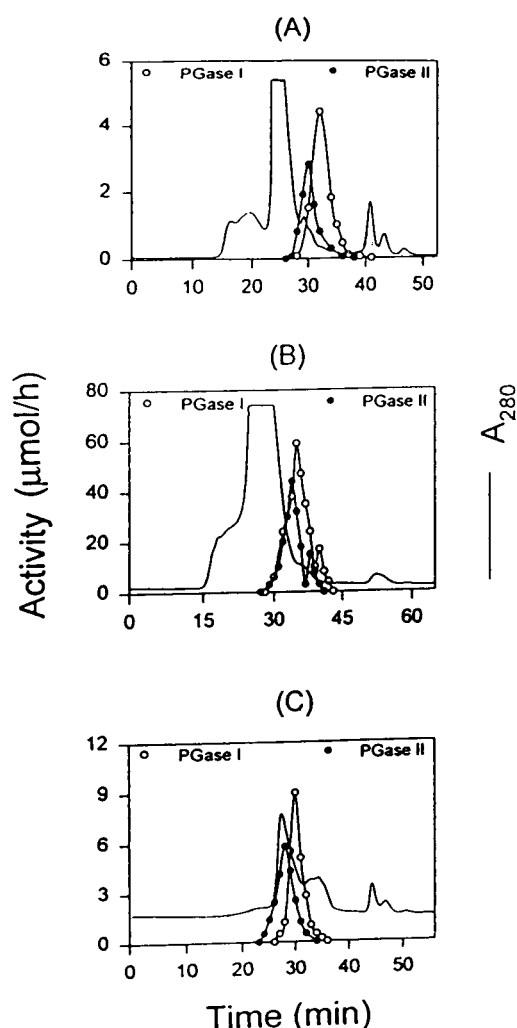 (A)
PGase I PGase II
6
4
2
0
0 10 20 30 40 50
(B)
PGase I PGase II
80
60
40
20
0
0 15 30 45 60
(C)
PGase I PGase II
12
9
6
3
0
0 10 20 30 40 50
Activity (μmol/h)
A280
Time (min)